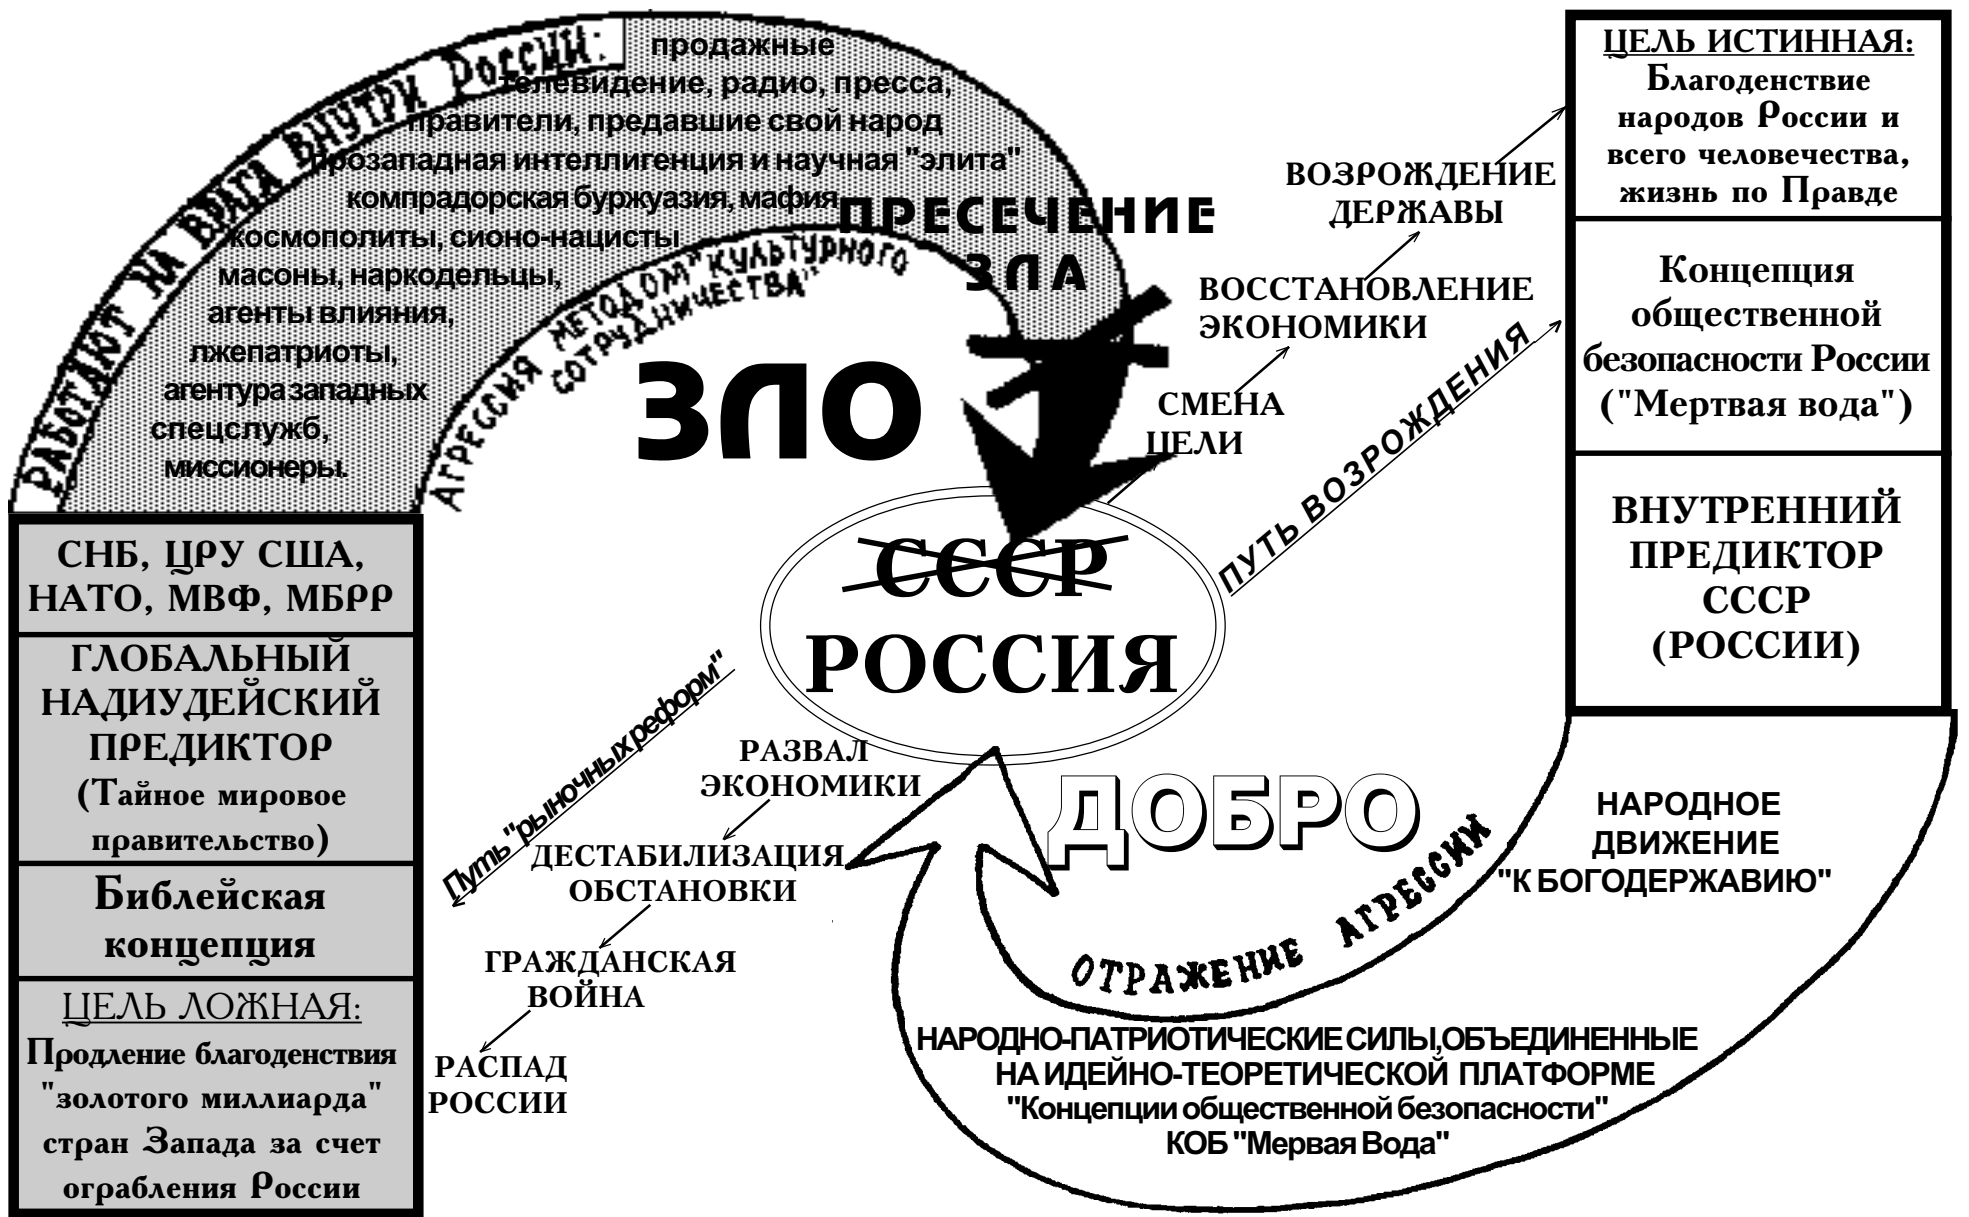 РАБОТАЮТ НА ВРАГА ВНУТРИ РОССИИ:
продажные
телевидение, радио, пресса,
правители, предавшие свой народ
прозападная интеллигенция и научная "элита"
компрадорская буржуазия, мафия
космополиты, сионо-нацисты
масоны, наркодельцы,
агенты влияния,
лжепатриоты,
агентура западных
спецслужб,
миссионеры.
АГРЕССИЯ МЕТОДОМ "КУЛЬТУРНОГО
СОТРУДНИЧЕСТВА"
ПРЕСЕЧЕНИЕ
ЗЛА
ЗЛО
СНБ, ЦРУ США,
НАТО, МВФ, МБРР
ГЛОБАЛЬНЫЙ
НАДИУДЕЙСКИЙ
ПРЕДИКТОР
(Тайное мировое
правительство)
Библейская
концепция
ЦЕЛЬ ЛОЖНАЯ:
Продление благоденствия
"золотого миллиарда"
стран Запада за счет
ограбления России
СССР
РОССИЯ
Путь "рыночных реформ"
РАЗВАЛ
ЭКОНОМИКИ
ДЕСТАБИЛИЗАЦИЯ
ОБСТАНОВКИ
ГРАЖДАНСКАЯ
ВОЙНА
РАСПАД
РОССИИ
ВОЗРОЖДЕНИЕ
ДЕРЖАВЫ
ВОССТАНОВЛЕНИЕ
ЭКОНОМИКИ
СМЕНА
ЦЕЛИ
ПУТЬ ВОЗРОЖДЕНИЯ
ЦЕЛЬ ИСТИННАЯ:
Благоденствие
народов России и
всего человечества,
жизнь по Правде
Концепция
общественной
безопасности России
("Мертвая вода")
ВНУТРЕННИЙ
ПРЕДИКТОР
СССР
(РОССИИ)
ДОБРО
ОТРАЖЕНИЕ АГРЕССИИ
НАРОДНОЕ
ДВИЖЕНИЕ
"К БОГОДЕРЖАВИЮ"
НАРОДНО-ПАТРИОТИЧЕСКИЕ СИЛЫ,ОБЪЕДИНЕННЫЕ
НА ИДЕЙНО-ТЕОРЕТИЧЕСКОЙ ПЛАТФОРМЕ
"Концепции общественной безопасности"
КОБ "Мервая Вода"